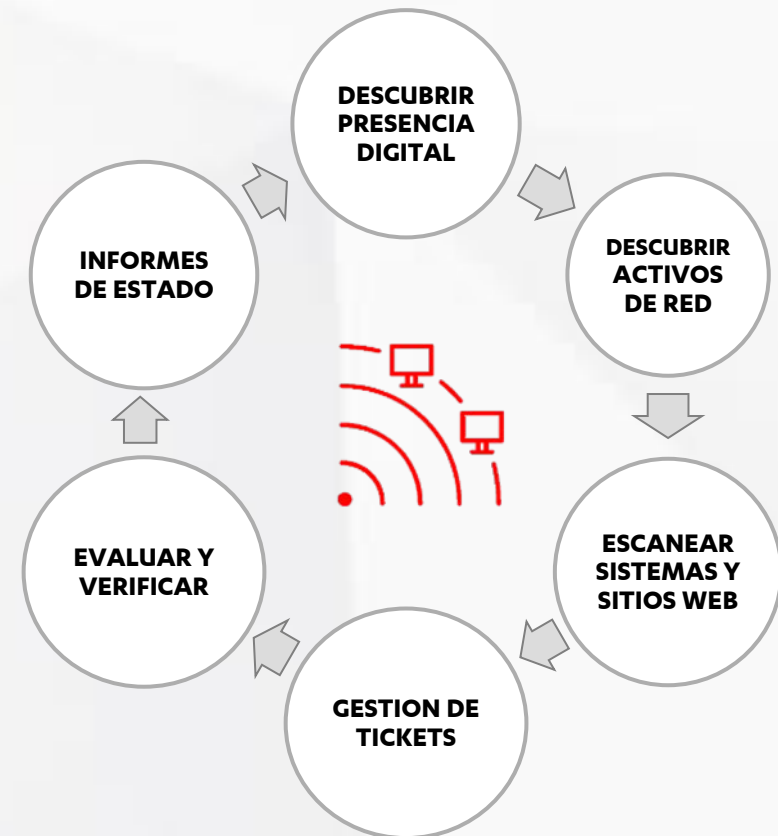 DESCUBRIR
PRESENCIA
DIGITAL
DESCUBRIR
ACTIVOS
DE RED
ESCANEAR
SISTEMAS Y
SITIOS WEB
GESTION DE
TICKETS
EVALUAR Y
VERIFICAR
INFORMES
DE ESTADO